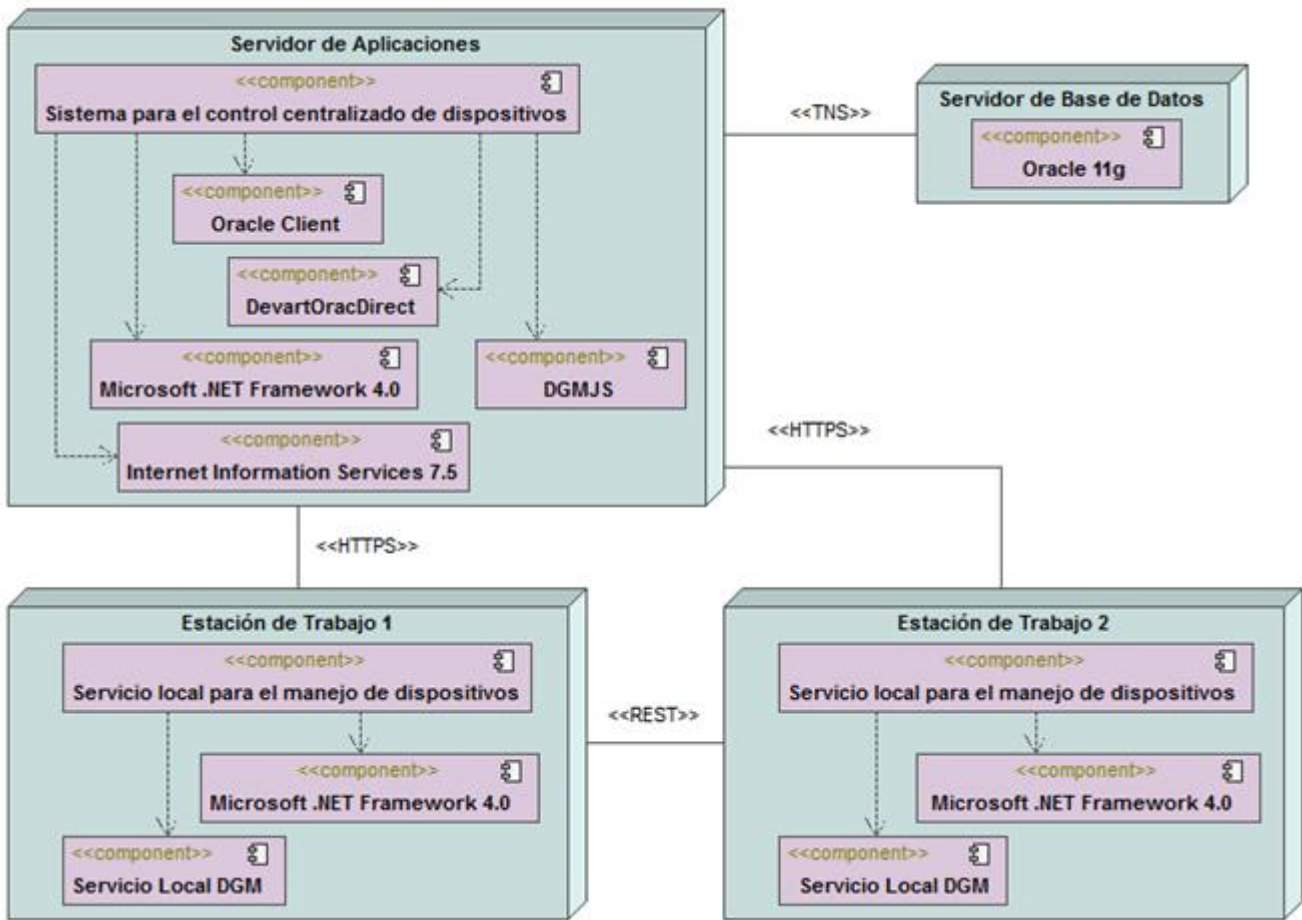 Servidor de Aplicaciones
<<component>>
Sistema para el control centralizado de dispositivos
<<component>>
Oracle Client
<<component>>
DevartOracDirect
<<component>>
Microsoft .NET Framework 4.0
<<component>>
DGMJS
<<component>>
Internet Information Services 7.5
<<TNS>>
Servidor de Base de Datos
<<component>>
Oracle 11g
<<HTTPS>>
<<HTTPS>>
Estación de Trabajo 1
<<component>>
Servicio local para el manejo de dispositivos
<<component>>
Microsoft .NET Framework 4.0
<<component>>
Servicio Local DGM
<<REST>>
Estación de Trabajo 2
<<component>>
Servicio local para el manejo de dispositivos
<<component>>
Microsoft .NET Framework 4.0
<<component>>
Servicio Local DGM